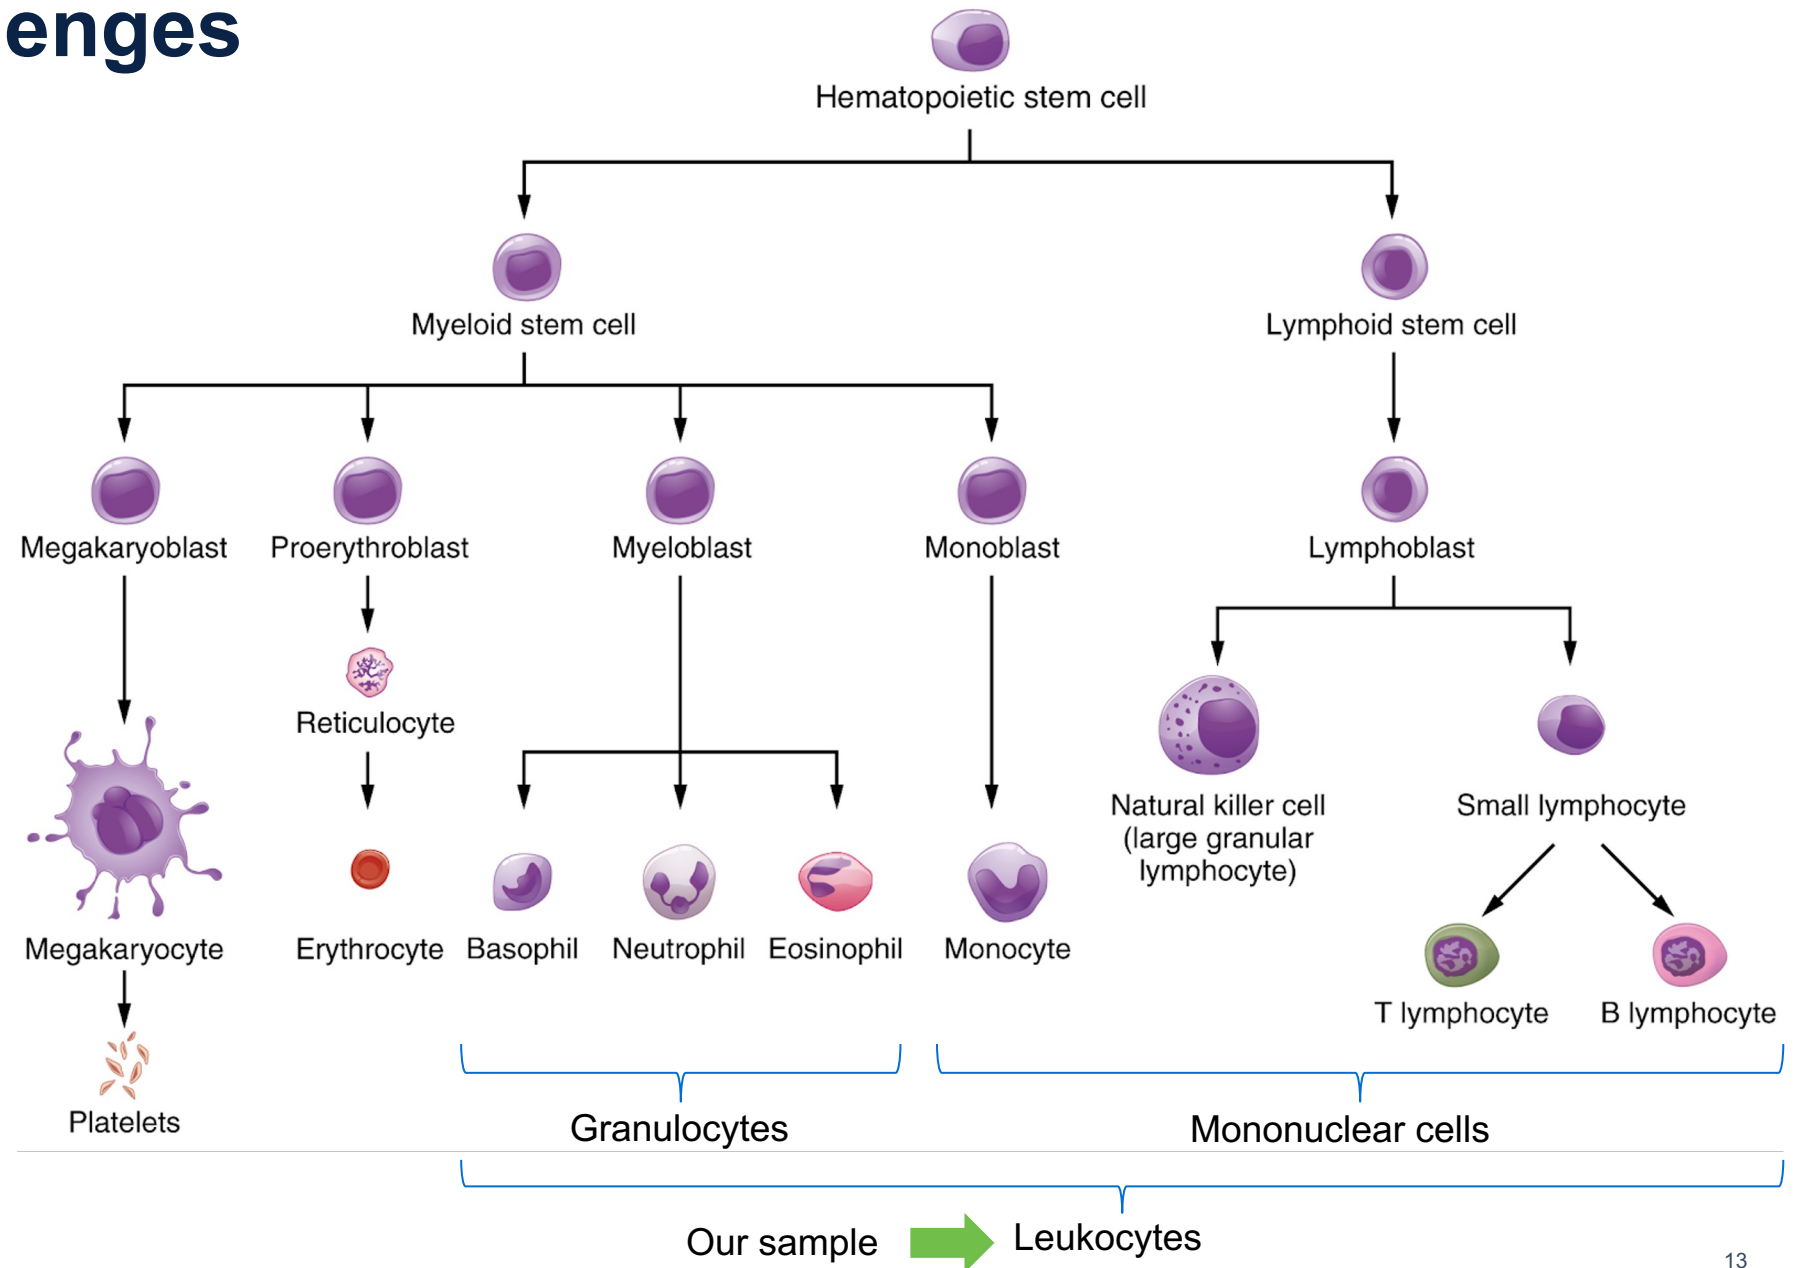 enges
Hematopoietic stem cell
Myeloid stem cell
Lymphoid stem cell
Megakaryoblast
Proerythroblast
Myeloblast
Monoblast
Lymphoblast
Reticulocyte
Natural killer cell
(large granular
lymphocyte)
Small lymphocyte
Megakaryocyte
Erythrocyte
Basophil
Neutrophil
Eosinophil
Monocyte
T lymphocyte
B lymphocyte
Platelets
Granulocytes
Mononuclear cells
Our sample
Leukocytes
13